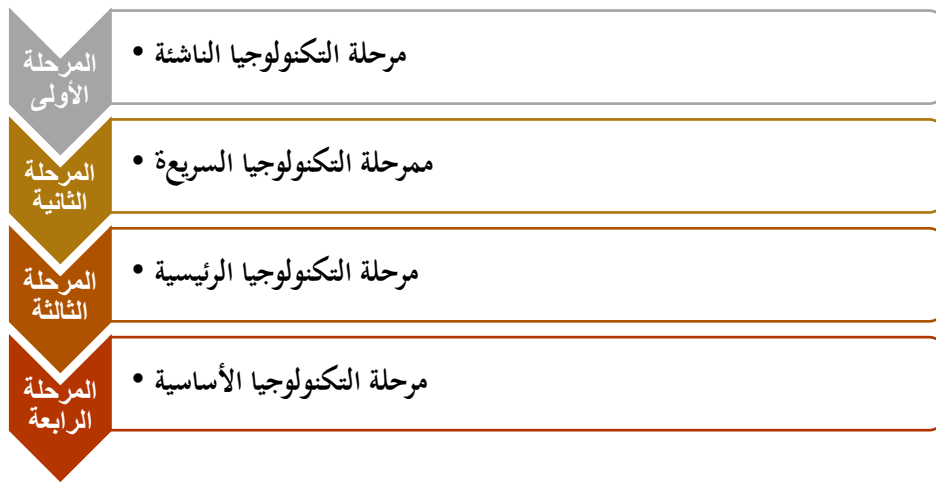 المرحلة
الأولى
• مرحلة التكنولوجيا الناشئة
المرحلة
الثانية
• ممرحلة التكنولوجيا السريعة
المرحلة
الثالثة
• مرحلة التكنولوجيا الرئيسية
المرحلة
الرابعة
• مرحلة التكنولوجيا الأساسية